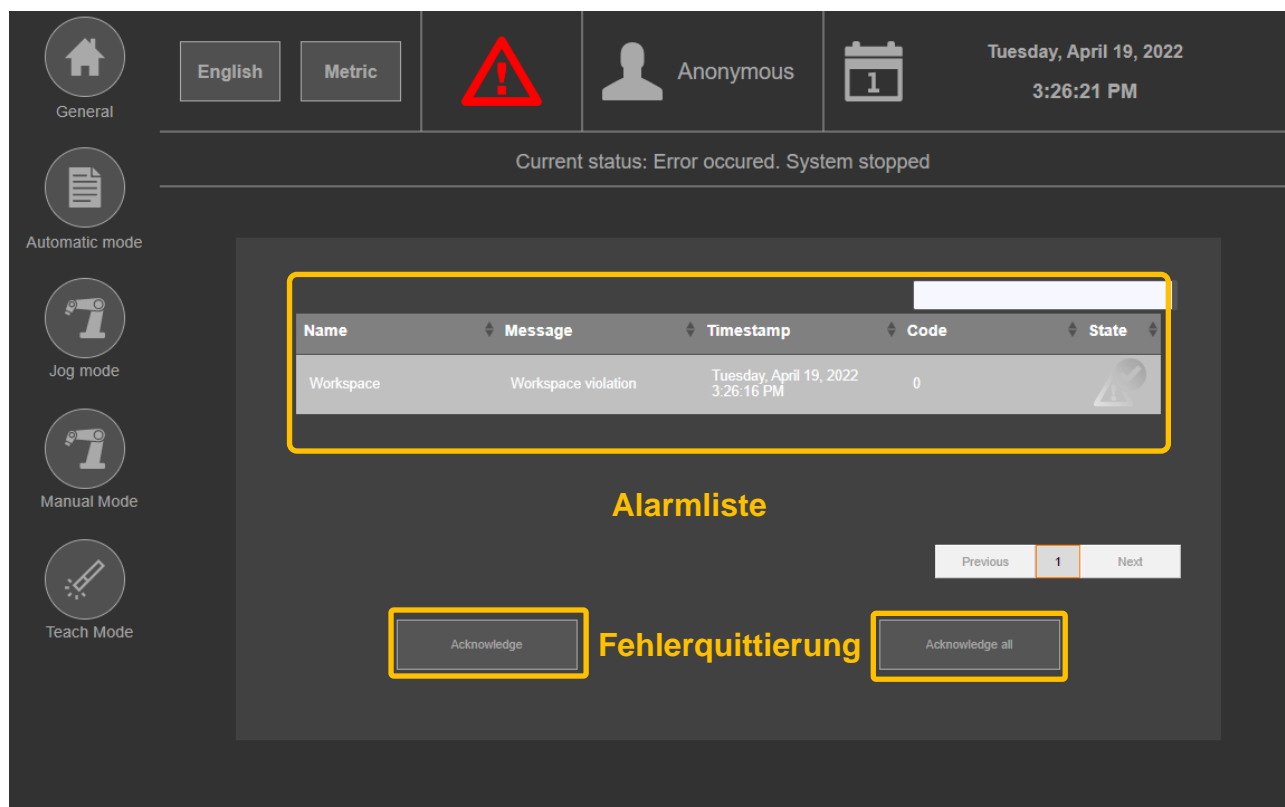 General
English
Metric
Anonymous
1
Tuesday, April 19, 2022
3:26:21 PM
Current status: Error occured. System stopped
Automatic mode
Jog mode
Manual Mode
Teach Mode
Name Message Timestamp Code State
Workspace Workspace violation Tuesday, April 19, 2022 0
3:26:16 PM
Alarmliste
Previous 1 Next
Acknowledge Fehlerquittierung Acknowledge all